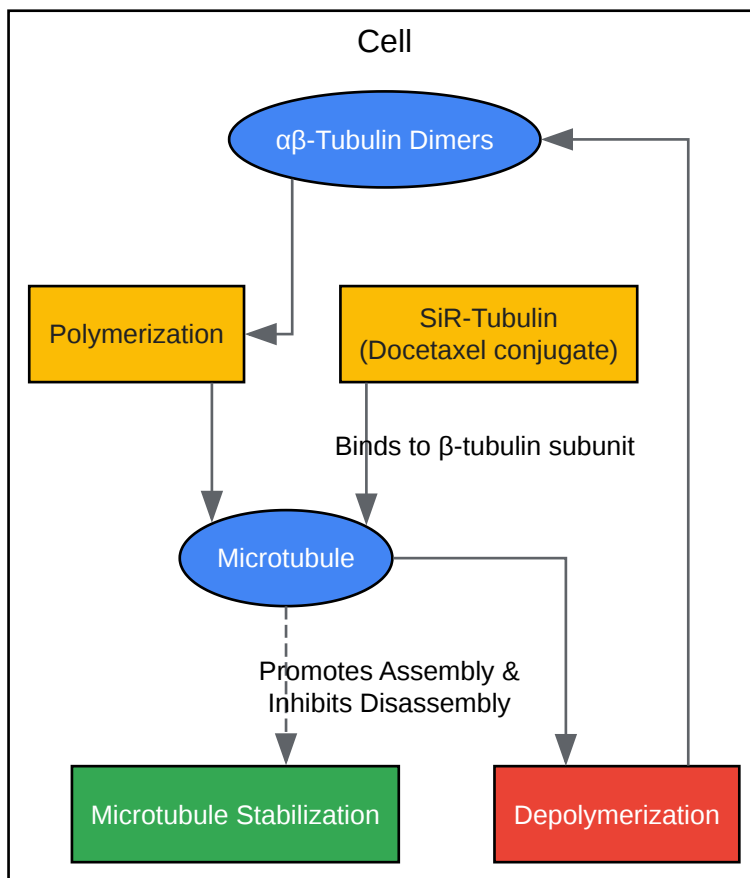 Cell
αβ-Tubulin Dimers
Polymerization
SiR-Tubulin
(Docetaxel conjugate)
Binds to β-tubulin subunit
Microtubule
Promotes Assembly &
Inhibits Disassembly
Microtubule Stabilization
Depolymerization